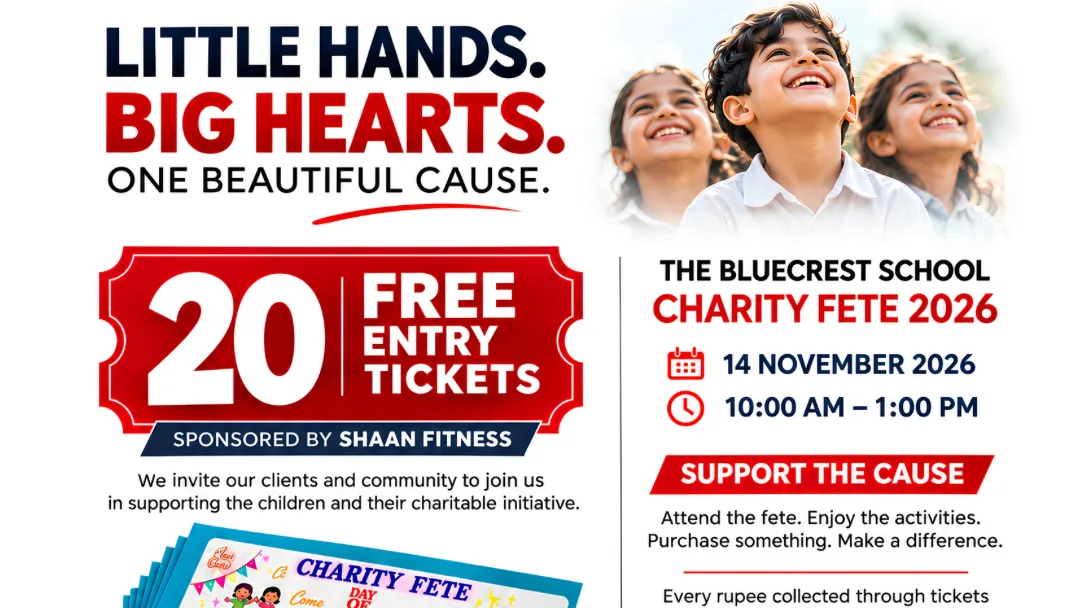 LITTLE HANDS.
BIG HEARTS.
ONE BEAUTIFUL CAUSE.
20
FREE
ENTRY
TICKETS
SPONSORED BY SHAAN FITNESS
We invite our clients and community to join us
in supporting the children and their charitable initiative.
CHARITY FETE
Come
DAY
OF
THE BLUECREST SCHOOL
CHARITY FETE 2026
14 NOVEMBER 2026
10:00 AM – 1:00 PM
SUPPORT THE CAUSE
Attend the fete. Enjoy the activities.
Purchase something. Make a difference.
Every rupee collected through tickets